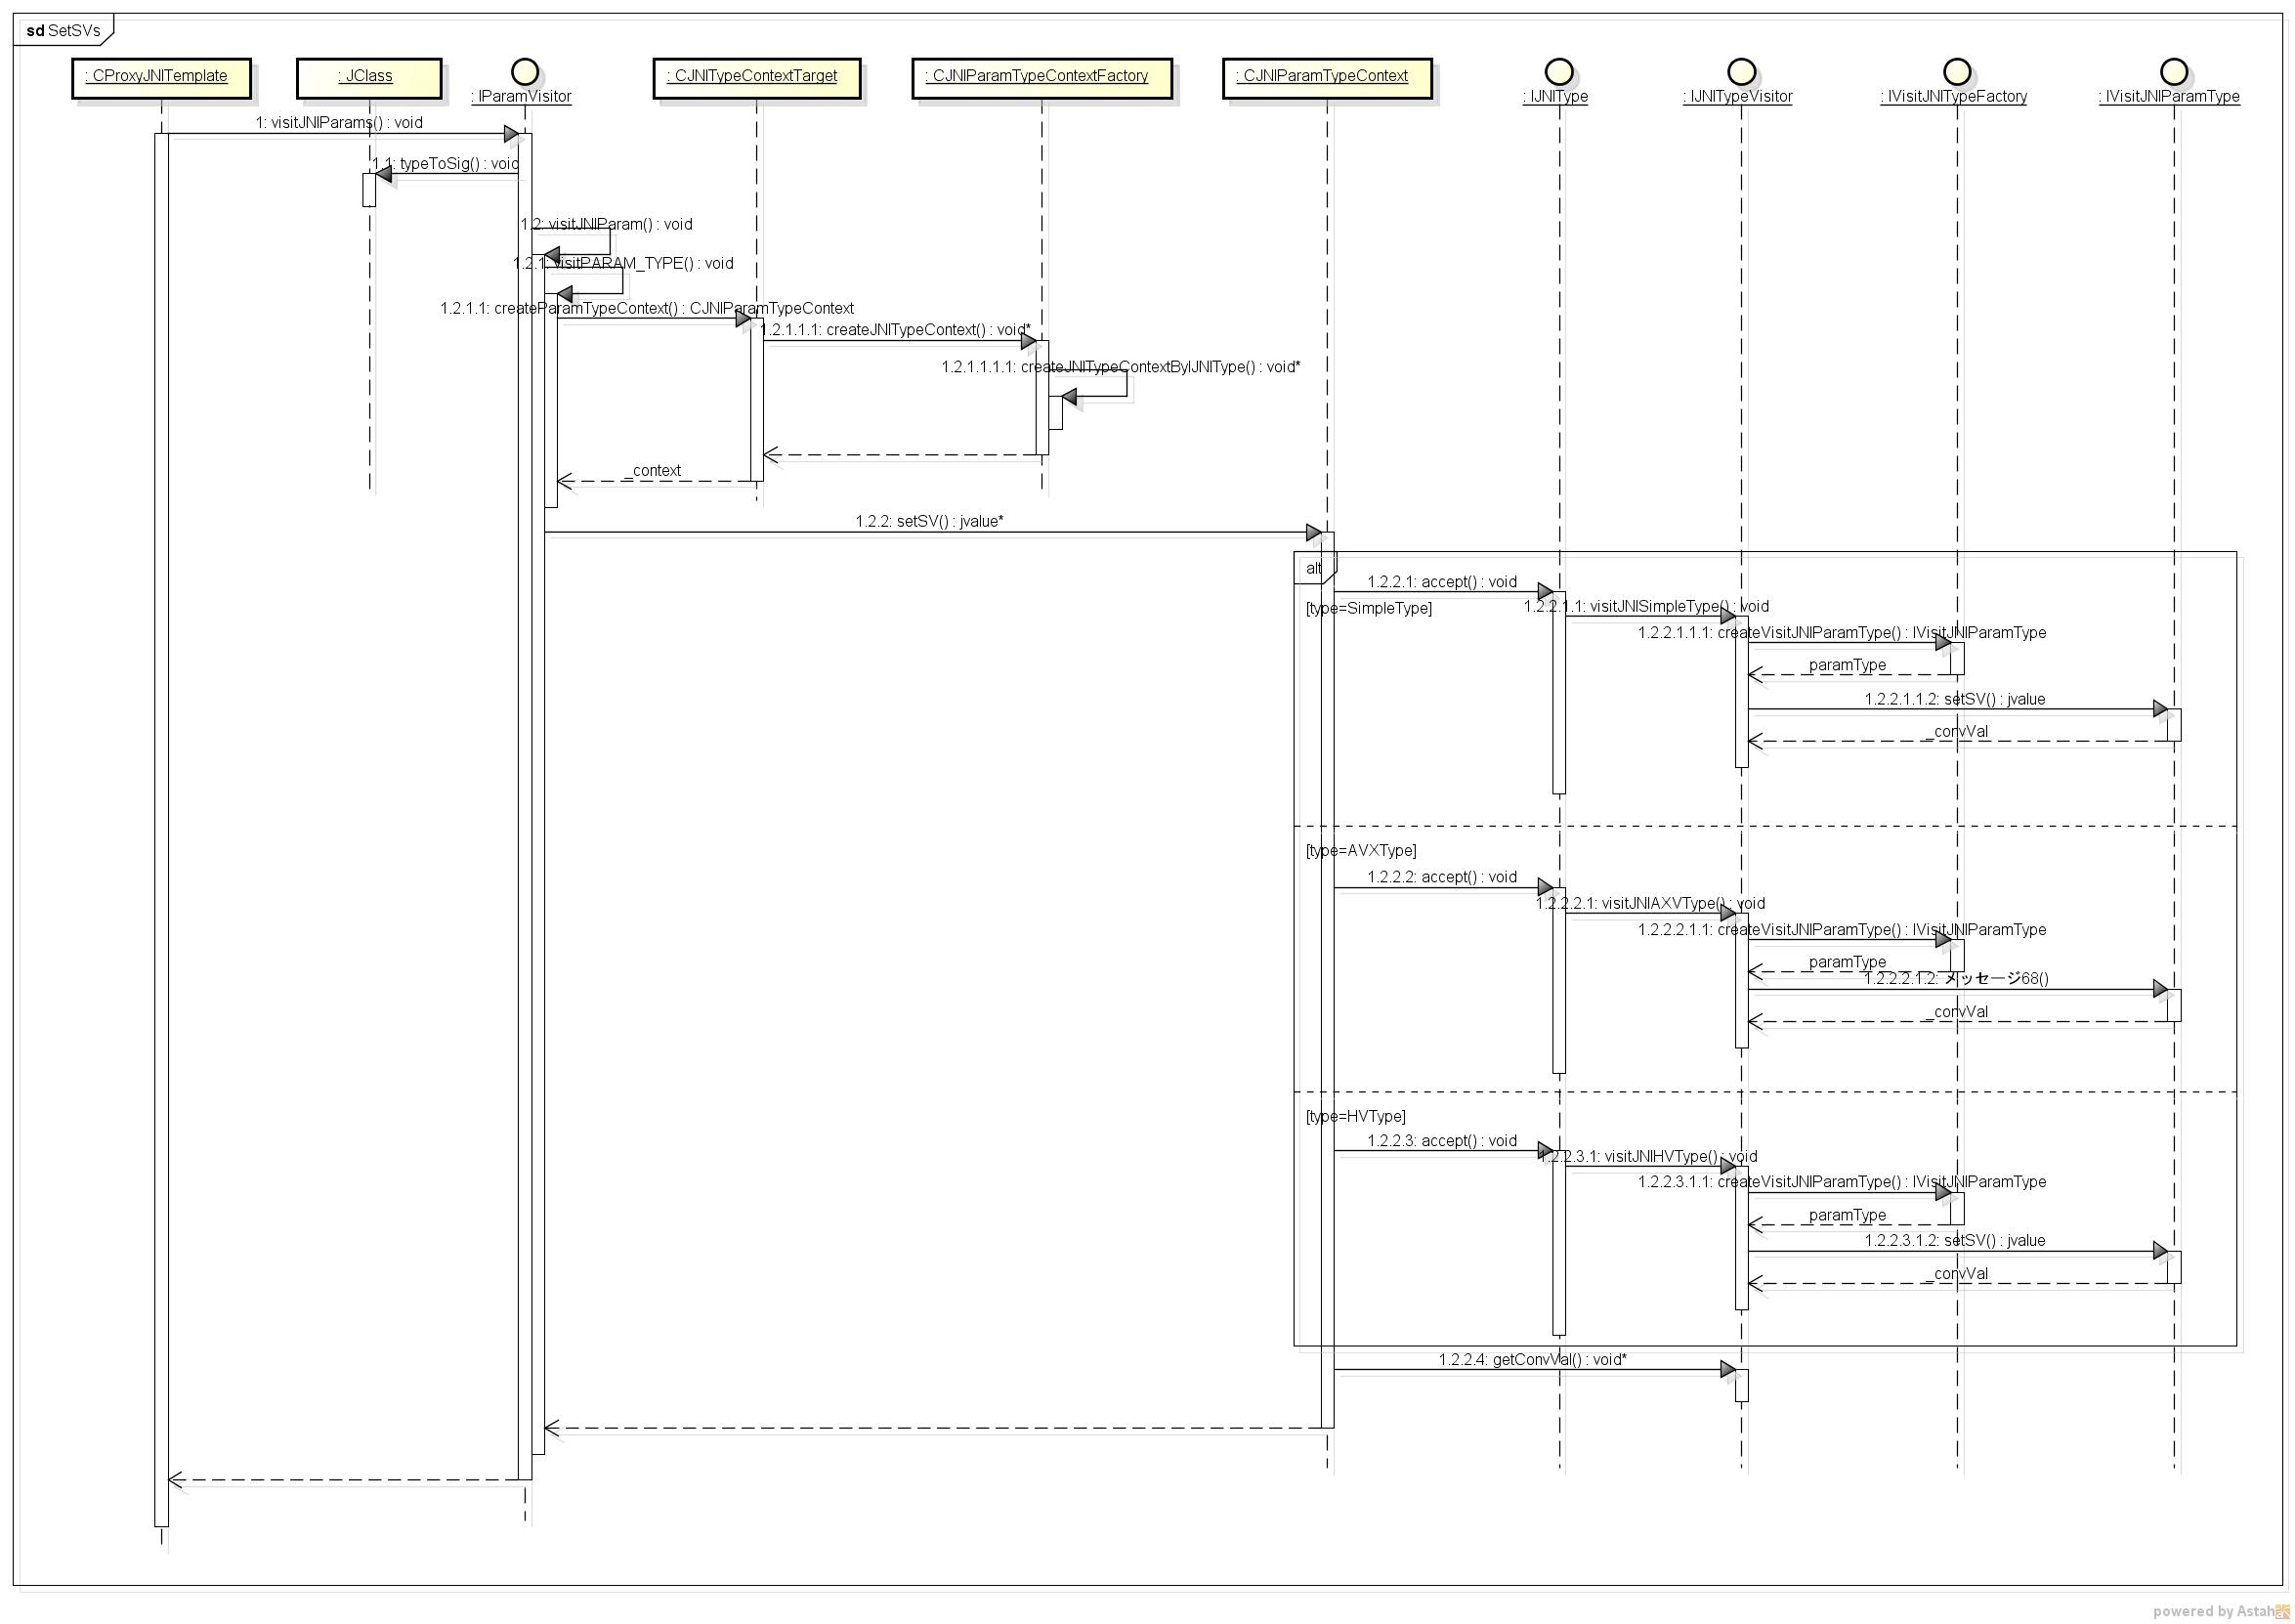 sd SetSVs
: CProxyJNITemplate
: JClass
: IParamVisitor
: CJNITypeContextTarget
: CJNIParamTypeContextFactory
: CJNIParamTypeContext
: IJNIType
: IJNITypeVisitor
: IVisitJNITypeFactory
: IVisitJNIParamType
1: visitJNIParams() : void
1.1: typeToSig() : void
1.2: visitJNIParam() : void
1.2.1: visitPARAM_TYPE() : void
1.2.1.1: createParamTypeContext() : CJNIParamTypeContext
1.2.1.1.1: createJNITypeContext() : void*
1.2.1.1.1.1: createJNITypeContextByIJNIType() : void*
_context
1.2.2: setSV() : jvalue*
alt
1.2.2.1: accept() : void
[type=SimpleType]
1.2.2.1.1: visitJNISimpleType() : void
1.2.2.1.1.1: createVisitJNIParamType() : IVisitJNIParamType
paramType
1.2.2.1.1.2: setSV() : jvalue
_convVal
[type=AVXType]
1.2.2.2: accept() : void
1.2.2.2.1: visitJNIAXVType() : void
1.2.2.2.1.1: createVisitJNIParamType() : IVisitJNIParamType
paramType
1.2.2.2.1.2: メッセージ68()
_convVal
[type=HVType]
1.2.2.3: accept() : void
1.2.2.3.1: visitJNIHVType() : void
1.2.2.3.1.1: createVisitJNIParamType() : IVisitJNIParamType
paramType
1.2.2.3.1.2: setSV() : jvalue
_convVal
1.2.2.4: getConvVal() : void*
powered by Astah